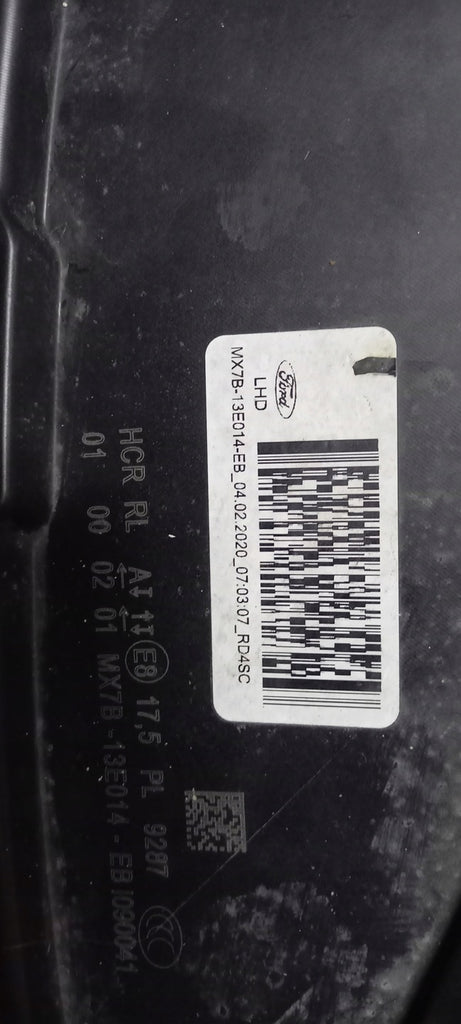 Ford
LHD
MX7B-13E014-EB_04.02.2020_07:03:07_RD4SC
HCR RL E8 17,5 PL 9287 CCC
01 00 02 01 MX7B-13E014-EB